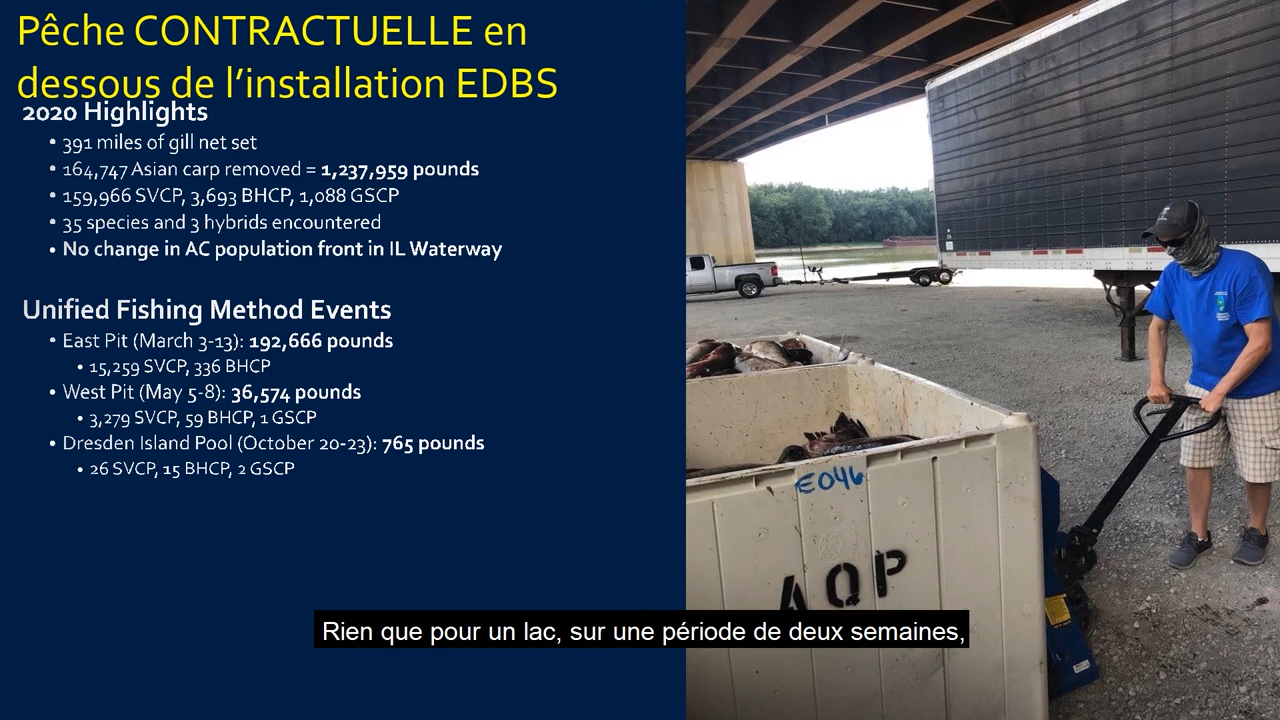 Pêche CONTRACTUELLE en
dessous de l’installation EDBS
2020 Highlights
• 391 miles of gill net set
• 164,747 Asian carp removed = 1,237,959 pounds
• 159,966 SVCP, 3,693 BHCP, 1,088 GSCP
• 35 species and 3 hybrids encountered
• No change in AC population front in IL Waterway
Unified Fishing Method Events
• East Pit (March 3-13): 192,666 pounds
• 15,259 SVCP, 336 BHCP
• West Pit (May 5-8): 36,574 pounds
• 3,279 SVCP, 59 BHCP, 1 GSCP
• Dresden Island Pool (October 20-23): 765 pounds
• 26 SVCP, 15 BHCP, 2 GSCP
E046
AQP
Rien que pour un lac, sur une période de deux semaines,